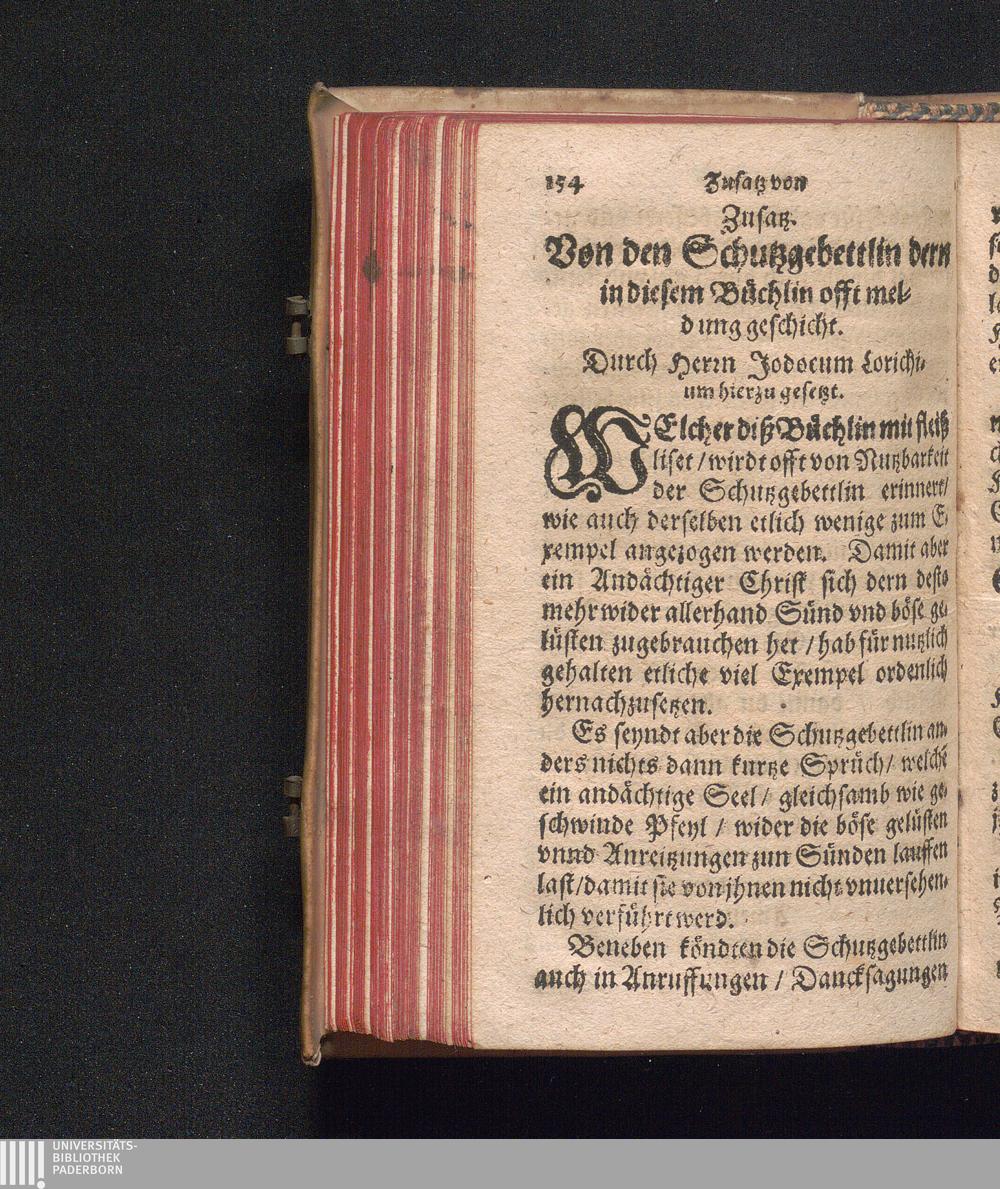 154 Zusatz von
Zusatz.
Von den Schutzgebettlin dern
in diesem Büchlin offt mel-
dung geschicht.
Durch Herrn Jodocum Lorichi-
um hierzu gesetzt.
WElcher diß Büchlin mit fleiß
liset / wirdt offt von Nutzbarkeit
der Schutzgebettlin erinnert/
wie auch derselben etlich wenige zum E-
xempel angezogen werden. Damit aber
ein Andächtiger Christ sich dern desto
mehr wider allerhand Sünd vnd böse ge-
lüsten zugebrauchen het / hab für nutzlich
gehalten etliche viel Exempel ordenlich
hernachzusetzen.
Es seyndt aber die Schutzgebettlin an-
ders nichts dann kurtze Sprüch / welche
ein andächtige Seel / gleichsamb wie ge-
schwinde Pfeyl / wider die böse gelüsten
vnnd Anreitzungen zun Sünden lauffen
last/damit sie von jhnen nicht vnuersehen-
lich verführt werd.
Beneben köndten die Schutzgebettlin
auch in Anruffungen / Dancksagungen
UNIVERSITÄTS-
BIBLIOTHEK
PADERBORN